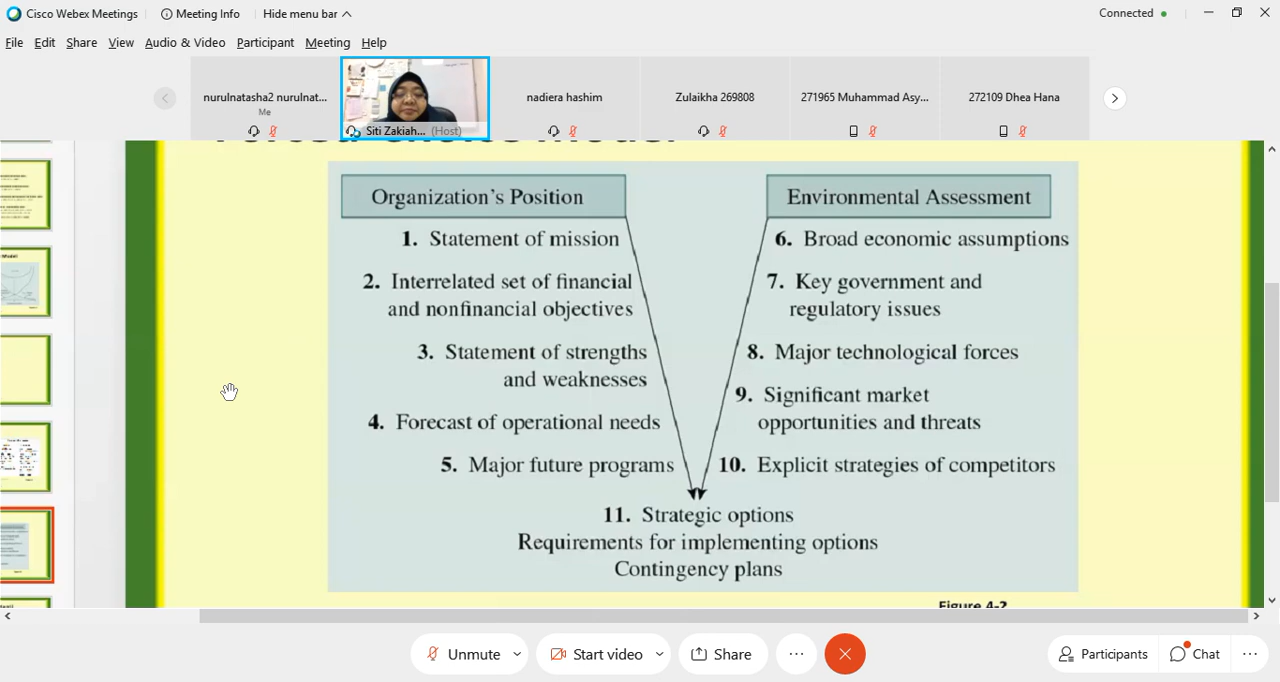 Cisco Webex Meetings
Meeting Info
Hide menu bar
Connected
File Edit Share View Audio & Video Participant Meeting Help
nurulnatasha2 nurulnat...
Me
Siti Zakiah... (Host)
nadiera hashim
Zulaikha 269808
271965 Muhammad Asy...
272109 Dhea Hana
Organization's Position
1. Statement of mission
2. Interrelated set of financial
and nonfinancial objectives
3. Statement of strengths
and weaknesses
4. Forecast of operational needs
5. Major future programs
Environmental Assessment
6. Broad economic assumptions
7. Key government and
regulatory issues
8. Major technological forces
9. Significant market
opportunities and threats
10. Explicit strategies of competitors
11. Strategic options
Requirements for implementing options
Contingency plans
Figure 4-2
Unmute
Start video
Share
Participants
Chat